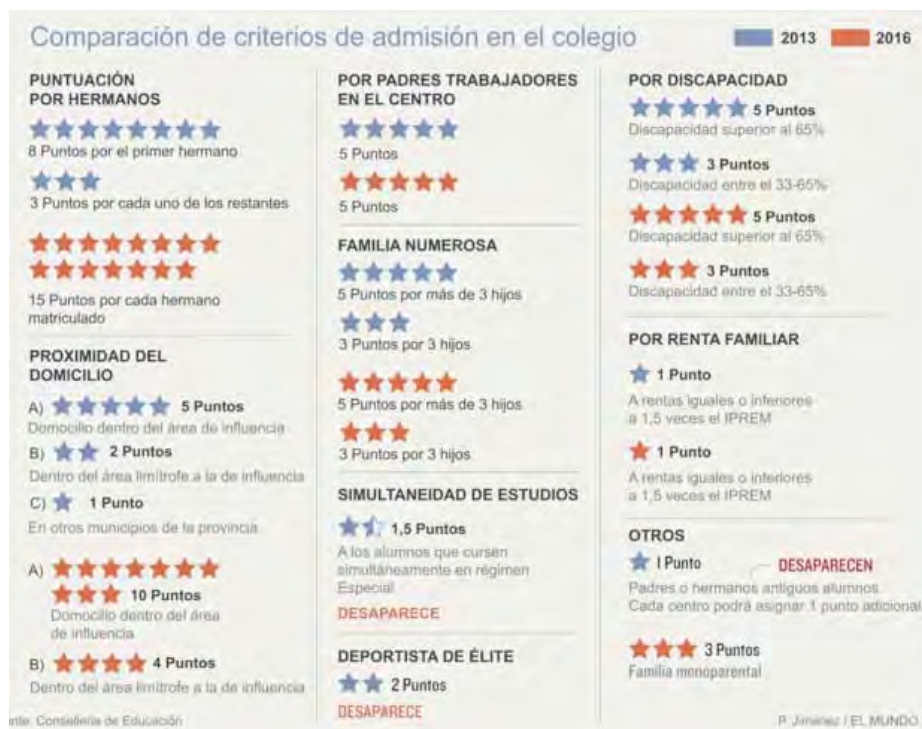 Comparación de criterios de admisión en el colegio
2013
2016
PUNTUACIÓN
POR HERMANOS
8 Puntos por el primer hermano
3 Puntos por cada uno de los restantes
15 Puntos por cada hermano
matriculado
PROXIMIDAD DEL
DOMICILIO
A) 5 Puntos
Domocilio dentro del área de influencia
B) 2 Puntos
Dentro del área limítrofe a la de influencia
C) 1 Punto
En otros municipios de la provincia
A)
10 Puntos
Domocilio dentro del área
de influencia
B) 4 Puntos
Dentro del área limítrofe a la de influencia
POR PADRES TRABAJADORES
EN EL CENTRO
5 Puntos
5 Puntos
FAMILIA NUMEROSA
5 Puntos por más de 3 hijos
3 Puntos por 3 hijos
5 Puntos por más de 3 hijos
3 Puntos por 3 hijos
SIMULTANEIDAD DE ESTUDIOS
1,5 Puntos
A los alumnos que cursen
simultáneamente en régimen
Especial
DESAPARECE
DEPORTISTA DE ÉLITE
2 Puntos
DESAPARECE
POR DISCAPACIDAD
5 Puntos
Discapacidad superior al 65%
3 Puntos
Discapacidad entre el 33-65%
5 Puntos
Discapacidad superior al 65%
3 Puntos
Discapacidad entre el 33-65%
POR RENTA FAMILIAR
1 Punto
A rentas iguales o inferiores
a 1,5 veces el IPREM
1 Punto
A rentas iguales o inferiores
a 1,5 veces el IPREM
OTROS
1 Punto DESAPARECEN
Padres o hermanos antiguos alumnos
Cada centro podrá asignar 1 punto adicional
3 Puntos
Familia monoparental
Conselleria de Educación
P. Jiménez / EL MUNDO